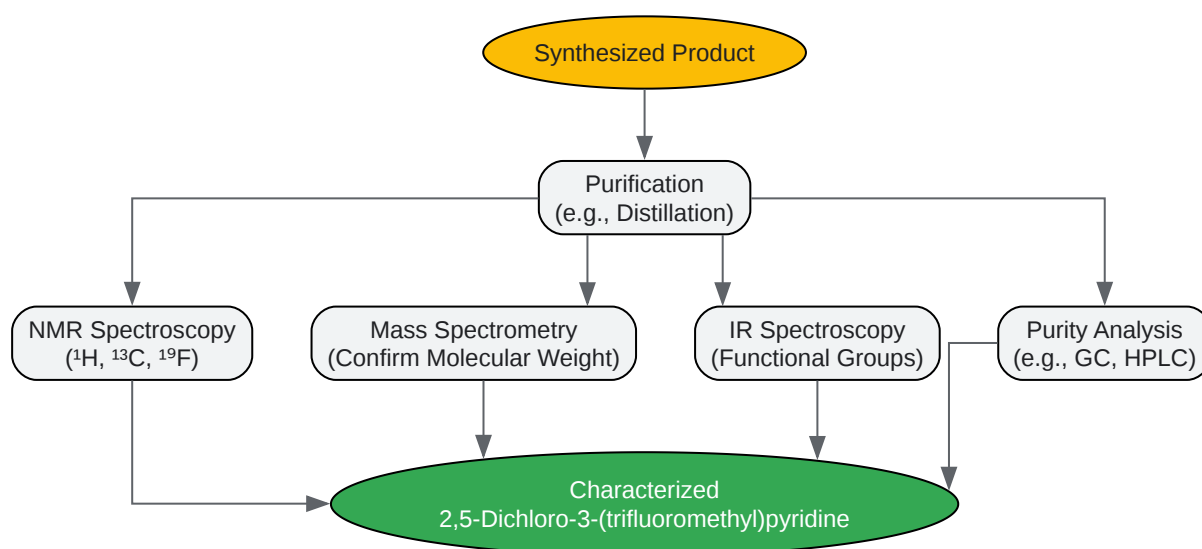 Synthesized Product
Purification
(e.g., Distillation)
NMR Spectroscopy
(¹H, ¹³C, ¹⁹F)
Mass Spectrometry
(Confirm Molecular Weight)
IR Spectroscopy
(Functional Groups)
Purity Analysis
(e.g., GC, HPLC)
Characterized
2,5-Dichloro-3-(trifluoromethyl)pyridine